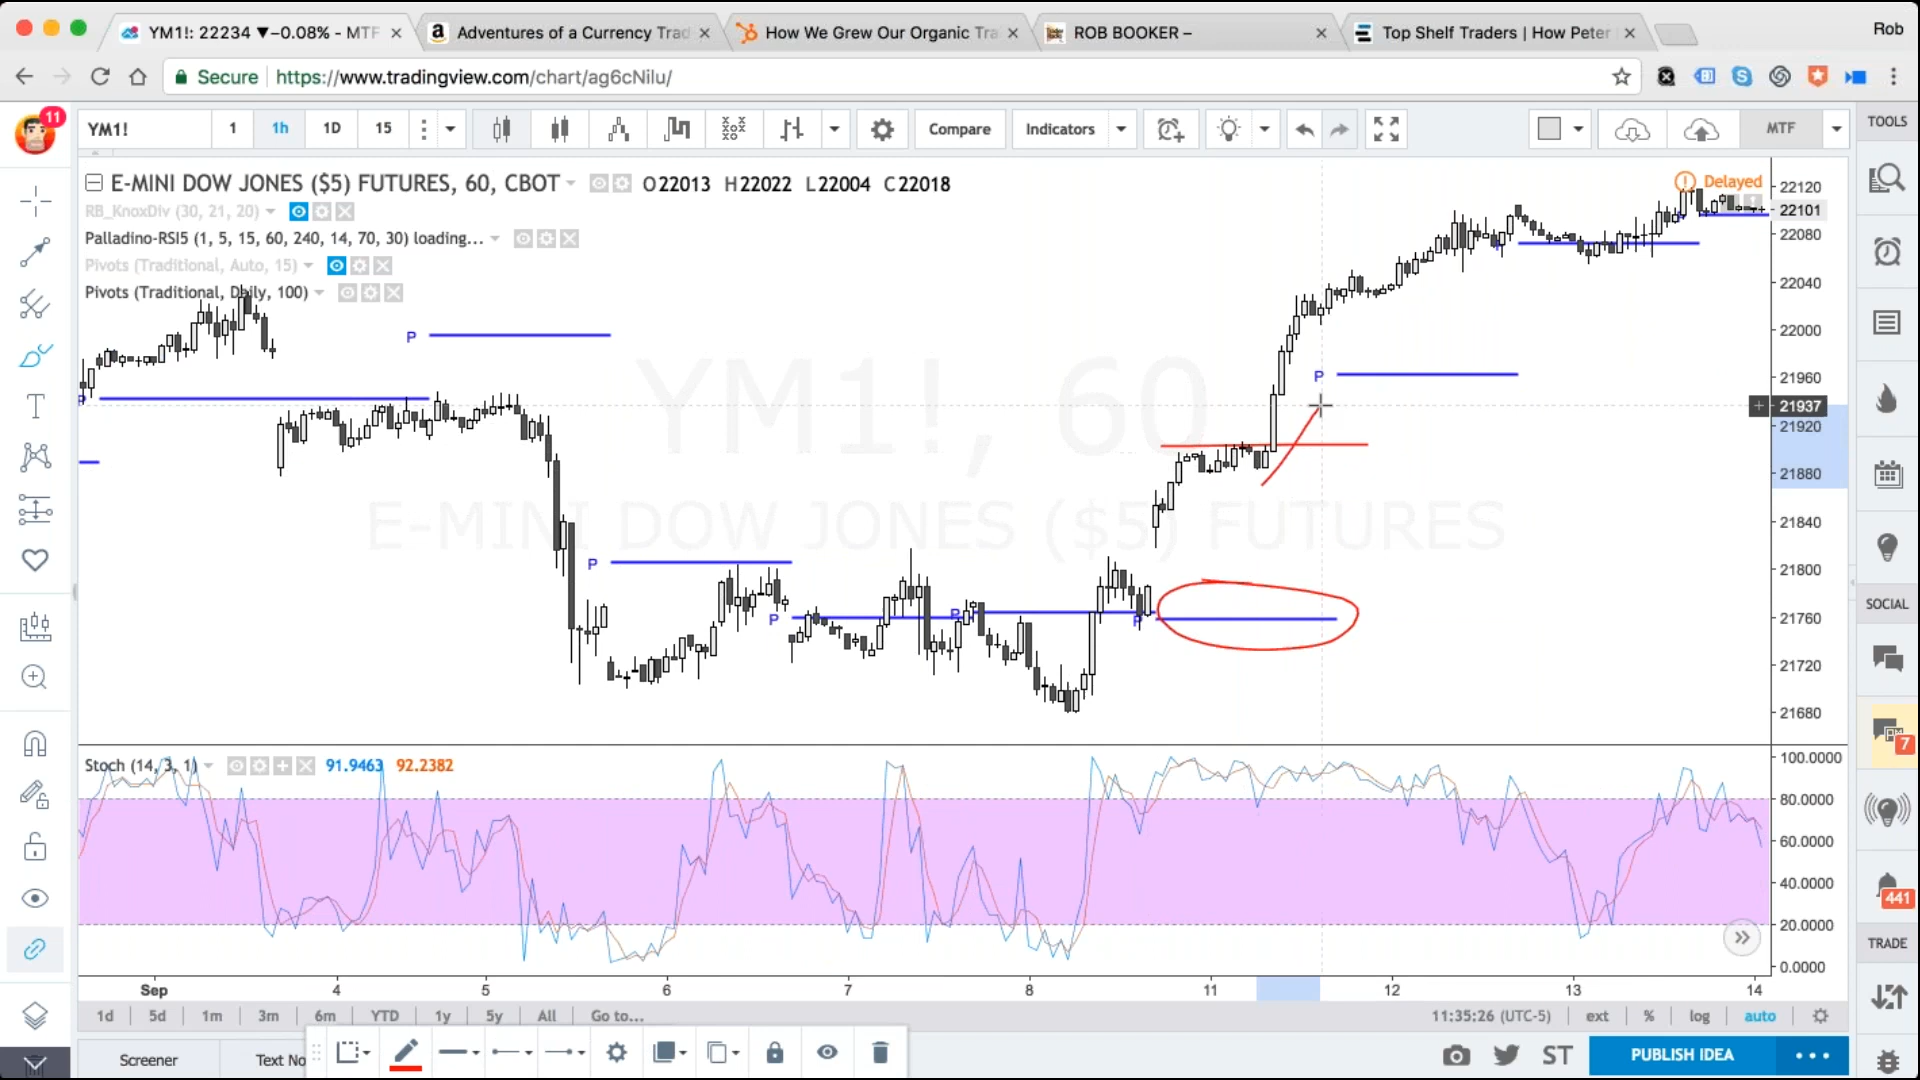 YM1!: 22234 ▼−0.08% - MTF
Adventures of a Currency Trad
How We Grew Our Organic Tra
ROB BOOKER –
Top Shelf Traders | How Peter
Rob
Secure https://www.tradingview.com/chart/ag6cNilu/
11
YM1! 1 1h 1D 15 Compare Indicators MTF
TOOLS
E-MINI DOW JONES ($5) FUTURES, 60, CBOT O22013 H22022 L22004 C22018
RB_KnoxDiv (30, 21, 20)
Palladino-RSI5 (1, 5, 15, 60, 240, 14, 70, 30) loading...
Pivots (Traditional, Auto, 15)
Pivots (Traditional, Daily, 100)
Delayed
22120
22101
22080
22040
22000
21960
21937
21920
21880
21840
21800
21760
21720
21680
P
P
P
P
P
P
P
YM1!, 60
E-MINI DOW JONES ($5) FUTURES
SOCIAL
7
441
TRADE
Stoch (14, 3, 1) 91.9463 92.2382
100.0000
80.0000
60.0000
40.0000
20.0000
0.0000
Sep 4 5 6 7 8 11 12 13 14
1d 5d 1m 3m 6m YTD 1y 5y All Go to... 11:35:26 (UTC-5) ext % log auto
Screener Text No ST PUBLISH IDEA